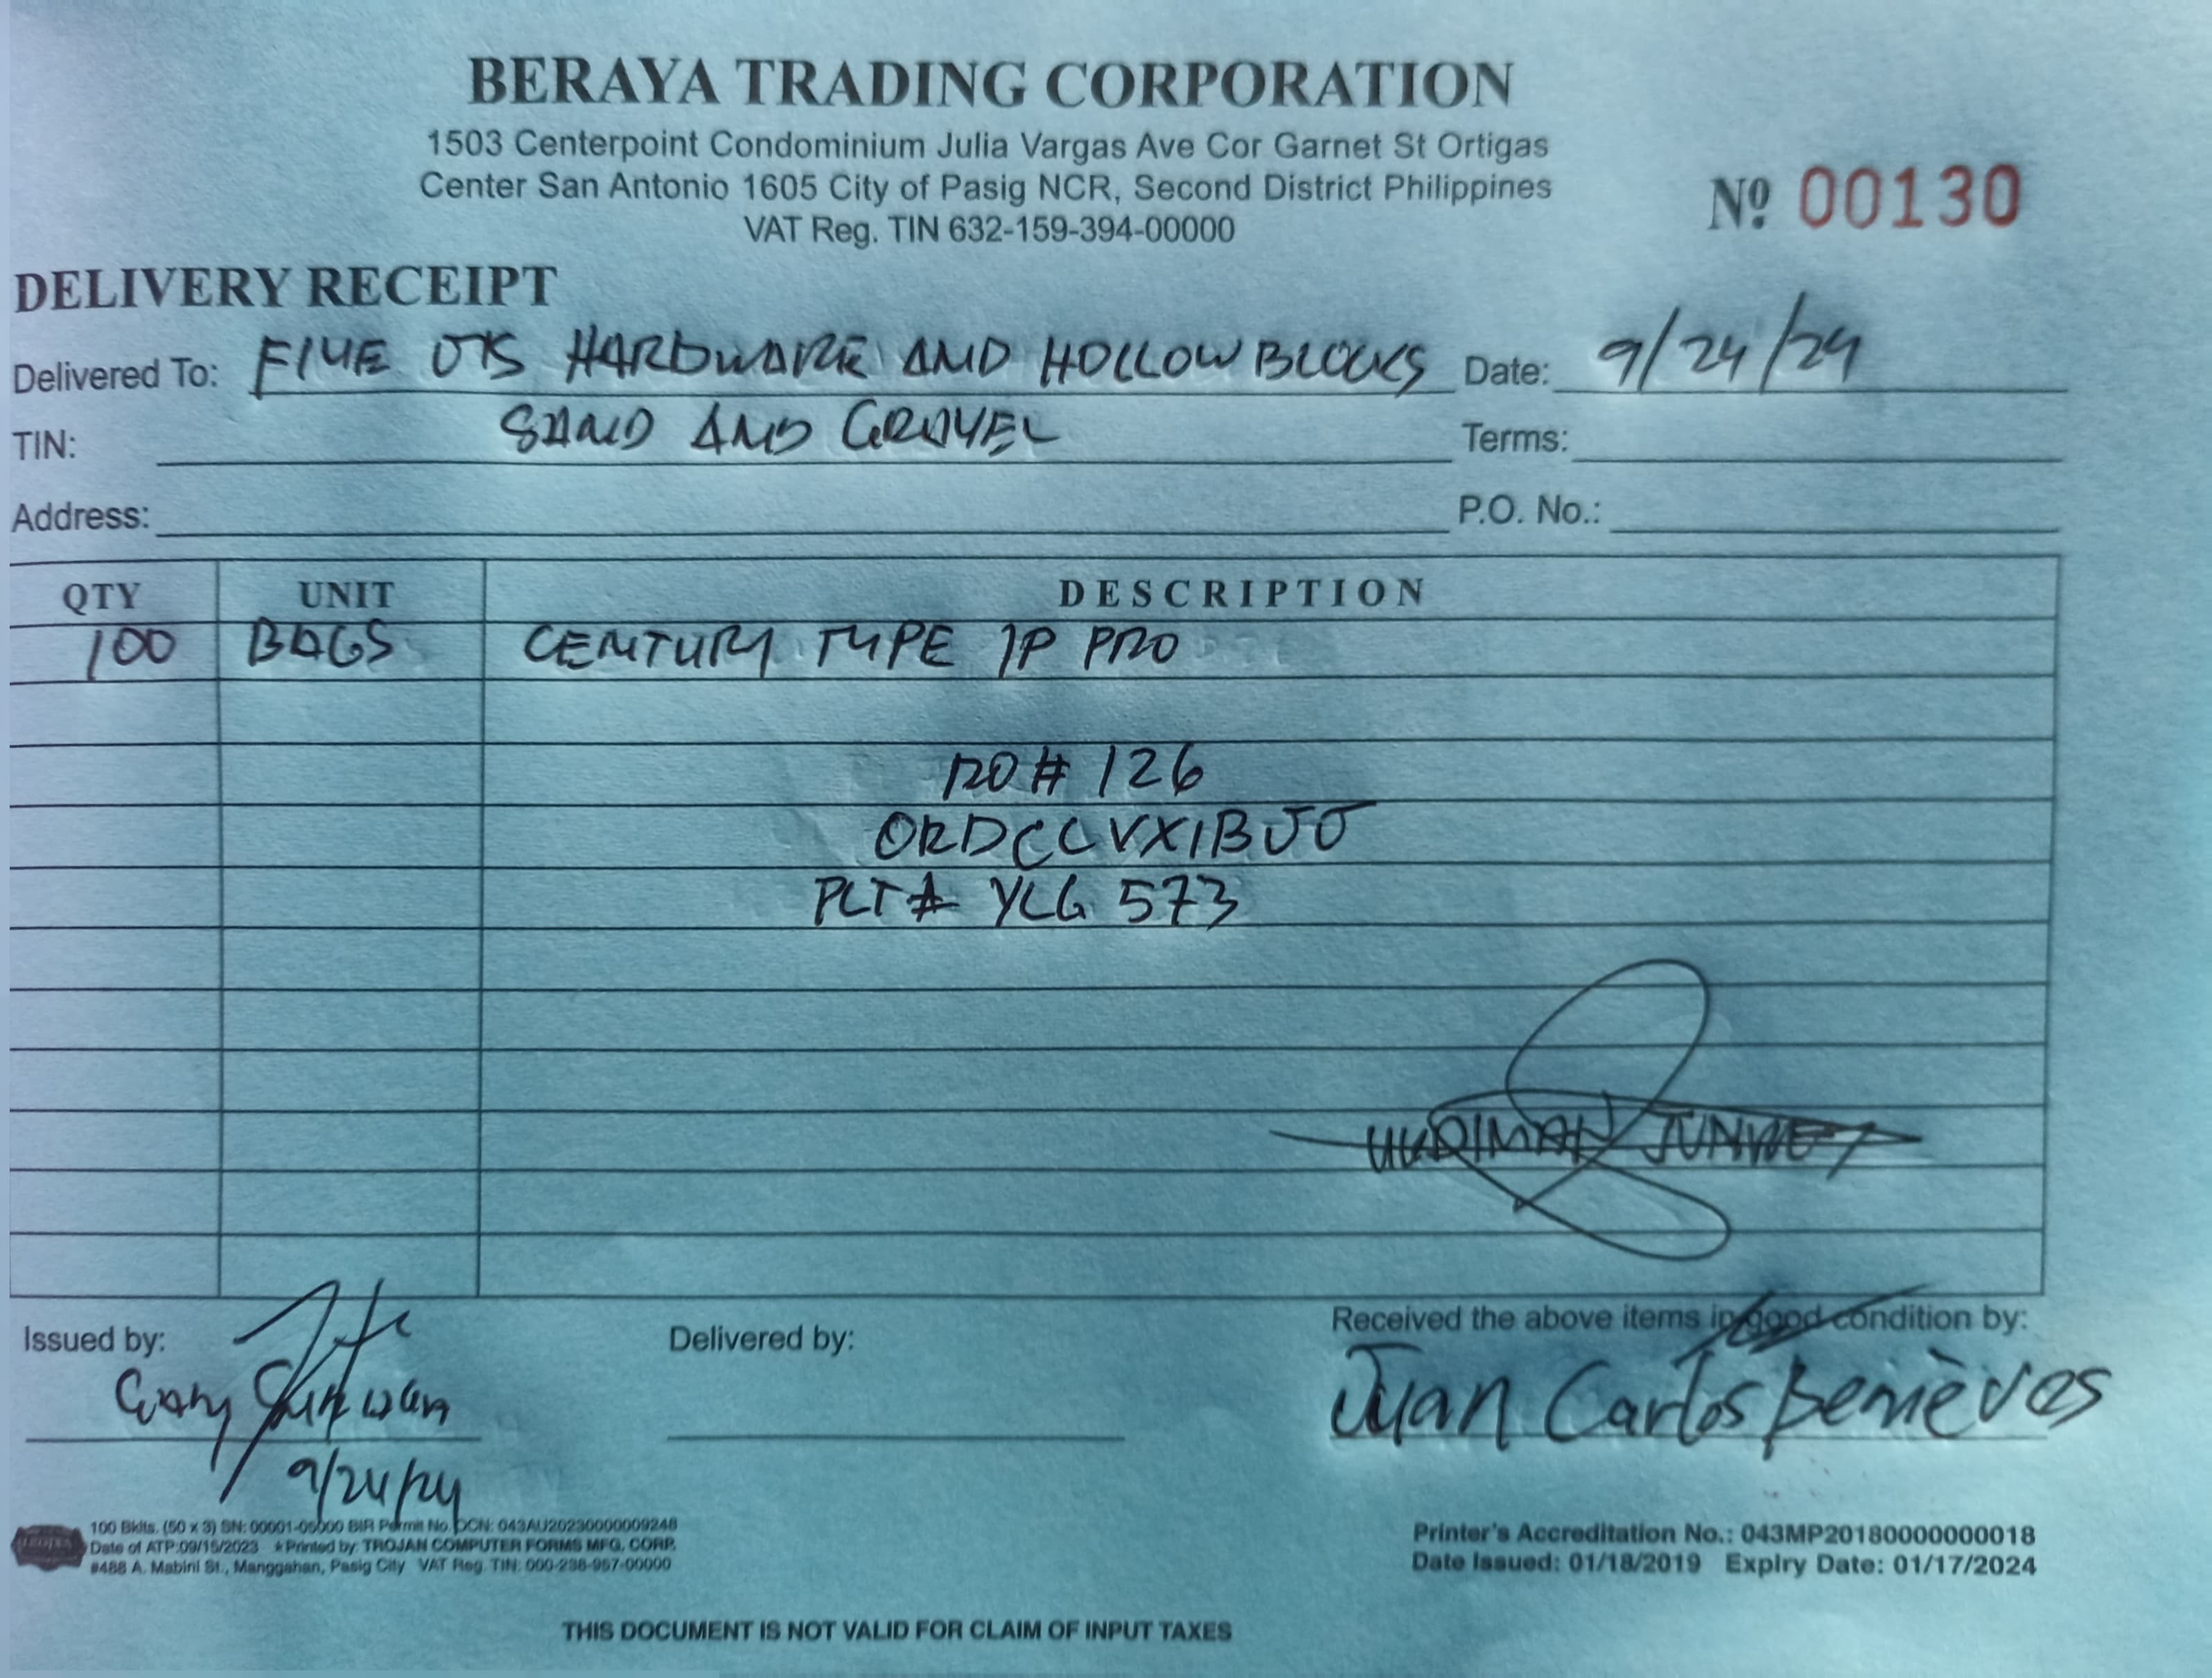 BERAYA TRADING CORPORATION
1503 Centerpoint Condominium Julia Vargas Ave Cor Garnet St Ortigas
Center San Antonio 1605 City of Pasig NCR, Second District Philippines
VAT Reg. TIN 632-159-394-00000
Nº 00130
DELIVERY RECEIPT
Delivered To: FIVE OTS HARDWARE AND HOLLOWBLOCKS Date: 9/24/24
TIN: SAND AND GRAVEL Terms:
Address: P.O. No.:
QTY UNIT DESCRIPTION
100 BAGS CENTURY TYPE 1P PRO
RO# 126
ORDCCVX1BJJ
PLT# YLG 573
Issued by: Delivered by: Received the above items in good condition by:
Gary Juan Carlos Benieves
9/24/24
100 Bklts. (50 x 3) SN: 00001-05000 BIR Permit No. OCN: 043AU20230000009248
Date of ATP:09/15/2023 Printed by: TROJAN COMPUTER FORMS MFG. CORP.
#488 A. Mabini St., Manggahan, Pasig City VAT Reg. TIN: 000-238-957-00000
Printer's Accreditation No.: 043MP20180000000018
Date Issued: 01/18/2019 Expiry Date: 01/17/2024
THIS DOCUMENT IS NOT VALID FOR CLAIM OF INPUT TAXES